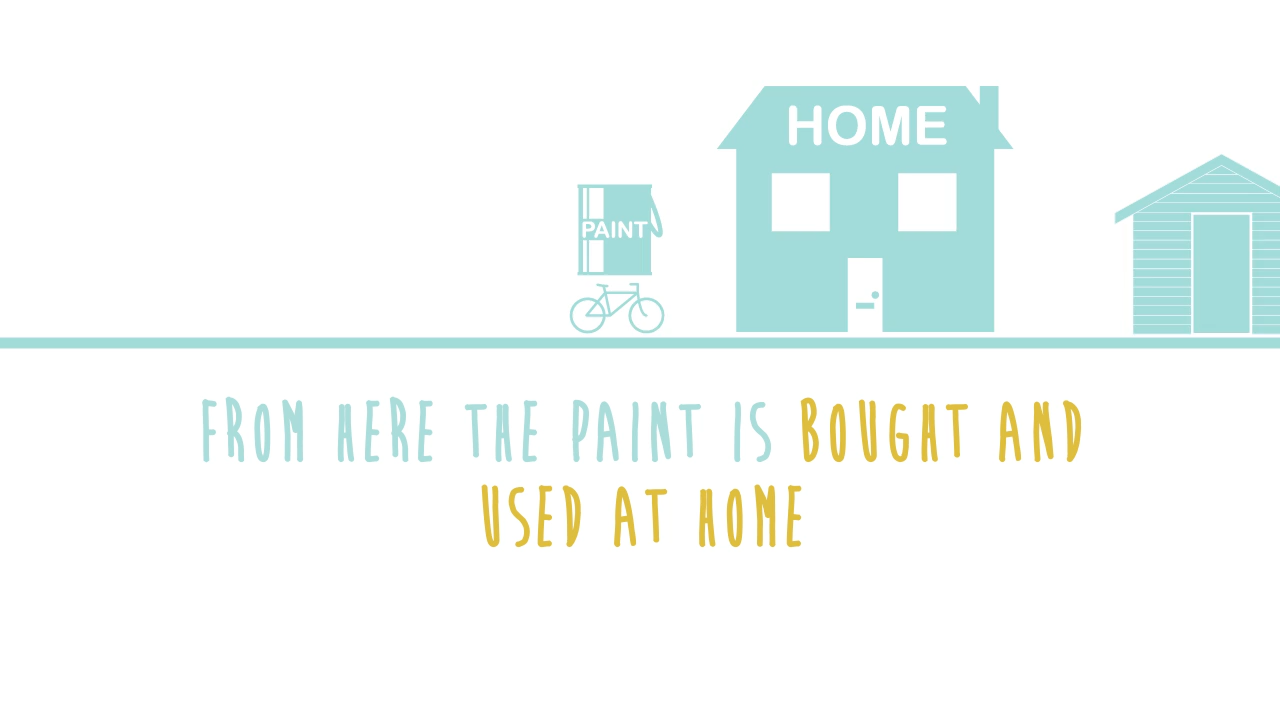 HOME
PAINT
FROM HERE THE PAINT IS BOUGHT AND
USED AT HOME